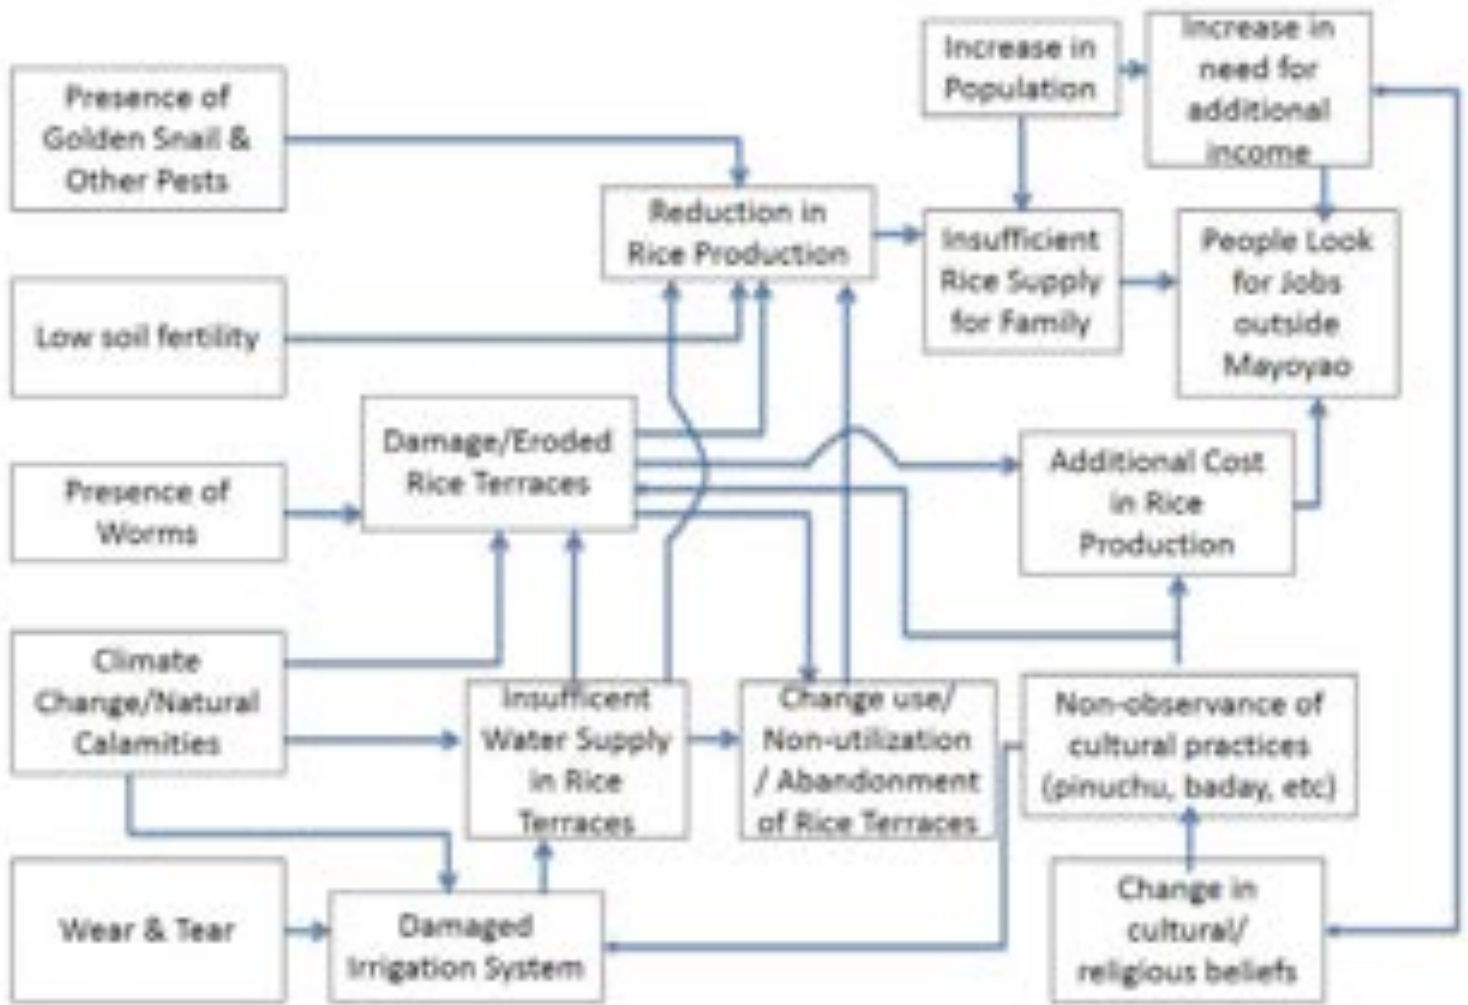 Increase in
Population
Increase in
need for
additional
income
Presence of
Golden Snail &
Other Pests
Reduction in
Rice Production
Insufficient
Rice Supply
for Family
People Look
for Jobs
outside
Mayoyao
Low soil fertility
Damage/Eroded
Rice Terraces
Additional Cost
in Rice
Production
Presence of
Worms
Climate
Change/Natural
Calamities
Insufficent
Water Supply
in Rice
Terraces
Change use/
Non-utilization
/ Abandonment
of Rice Terraces
Non-observance of
cultural practices
(pinuchu, baday, etc)
Wear & Tear
Damaged
Irrigation System
Change in
cultural/
religious beliefs